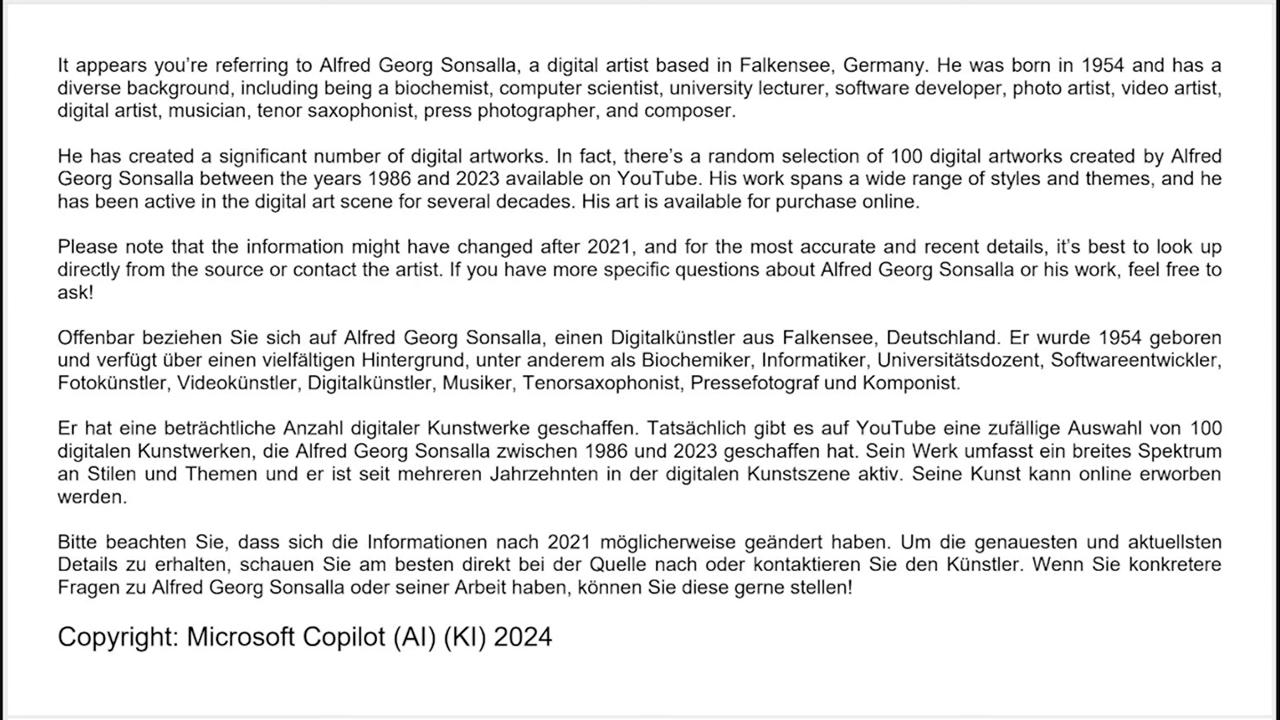 It appears you’re referring to Alfred Georg Sonsalla, a digital artist based in Falkensee, Germany. He was born in 1954 and has a
diverse background, including being a biochemist, computer scientist, university lecturer, software developer, photo artist, video artist,
digital artist, musician, tenor saxophonist, press photographer, and composer.
He has created a significant number of digital artworks. In fact, there’s a random selection of 100 digital artworks created by Alfred
Georg Sonsalla between the years 1986 and 2023 available on YouTube. His work spans a wide range of styles and themes, and he
has been active in the digital art scene for several decades. His art is available for purchase online.
Please note that the information might have changed after 2021, and for the most accurate and recent details, it’s best to look up
directly from the source or contact the artist. If you have more specific questions about Alfred Georg Sonsalla or his work, feel free to
ask!
Offenbar beziehen Sie sich auf Alfred Georg Sonsalla, einen Digitalkünstler aus Falkensee, Deutschland. Er wurde 1954 geboren
und verfügt über einen vielfältigen Hintergrund, unter anderem als Biochemiker, Informatiker, Universitätsdozent, Softwareentwickler,
Fotokünstler, Videokünstler, Digitalkünstler, Musiker, Tenorsaxophonist, Pressefotograf und Komponist.
Er hat eine beträchtliche Anzahl digitaler Kunstwerke geschaffen. Tatsächlich gibt es auf YouTube eine zufällige Auswahl von 100
digitalen Kunstwerken, die Alfred Georg Sonsalla zwischen 1986 und 2023 geschaffen hat. Sein Werk umfasst ein breites Spektrum
an Stilen und Themen und er ist seit mehreren Jahrzehnten in der digitalen Kunstszene aktiv. Seine Kunst kann online erworben
werden.
Bitte beachten Sie, dass sich die Informationen nach 2021 möglicherweise geändert haben. Um die genauesten und aktuellsten
Details zu erhalten, schauen Sie am besten direkt bei der Quelle nach oder kontaktieren Sie den Künstler. Wenn Sie konkretere
Fragen zu Alfred Georg Sonsalla oder seiner Arbeit haben, können Sie diese gerne stellen!
Copyright: Microsoft Copilot (AI) (KI) 2024